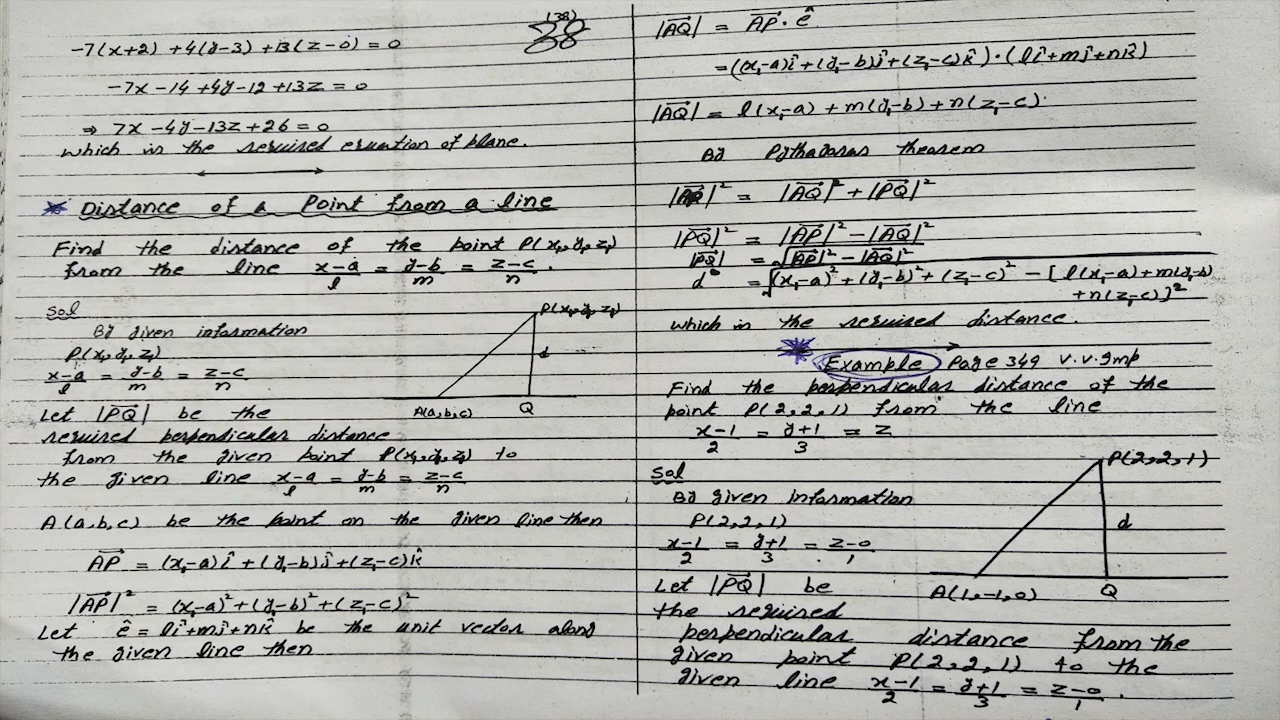 (38)
38
-7(x+2) +4(y-3) +13(z-0) = 0
-7x -14 +4y -12 +13z = 0
⇒ 7x -4y -13z +26 = 0
which is the required equation of plane.
* Distance of a Point from a line
Find the distance of the point P(x₁, y₁, z₁)
from the line x-a/l = y-b/m = z-c/n .
Sol
By given information
P(x₁, y₁, z₁)
x-a/l = y-b/m = z-c/n
P(x₁, y₁, z₁)
d
A(a,b,c) Q
Let |PQ⃗| be the
required perpendicular distance
from the given point P(x₁, y₁, z₁) to
the given line x-a/l = y-b/m = z-c/n
A(a,b,c) be the point on the given line then
AP⃗ = (x₁-a)î + (y₁-b)ĵ + (z₁-c)k̂
|AP⃗|² = (x₁-a)² + (y₁-b)² + (z₁-c)²
Let ê = lî+mĵ+nk̂ be the unit vector along
the given line then
|AQ⃗| = AP⃗ · ê
= ((x₁-a)î + (y₁-b)ĵ + (z₁-c)k̂) · (lî+mĵ+nk̂)
|AQ⃗| = l(x₁-a) + m(y₁-b) + n(z₁-c).
By Pythagoras theorem
|AP⃗|² = |AQ⃗|² + |PQ⃗|²
|PQ⃗|² = |AP⃗|² - |AQ⃗|²
|PQ⃗| = √|AP⃗|² - |AQ⃗|²
d = √(x₁-a)² + (y₁-b)² + (z₁-c)² - [l(x₁-a) + m(y₁-b)
+n(z₁-c)]²
which is the required distance.
* Example → Page 349 v.v.Imp
Find the perpendicular distance of the
point P(2,2,1) from the line
x-1/2 = y+1/3 = z
Sol
By given information
P(2,2,1)
x-1/2 = y+1/3 = z-0/1
P(2,2,1)
d
A(1,-1,0) Q
Let |PQ⃗| be
the required
perpendicular distance from the
given point P(2,2,1) to the
given line x-1/2 = y+1/3 = z-0/1 .